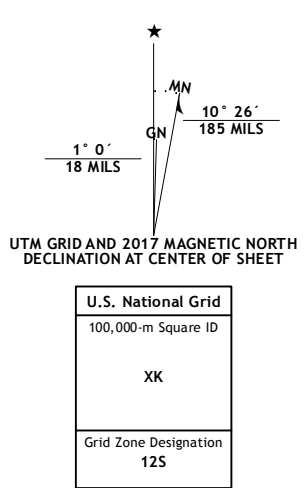 ★
MN
GN
10° 26´
185 MILS
1° 0´
18 MILS
UTM GRID AND 2017 MAGNETIC NORTH
DECLINATION AT CENTER OF SHEET
U.S. National Grid
100,000-m Square ID
XK
Grid Zone Designation
12S